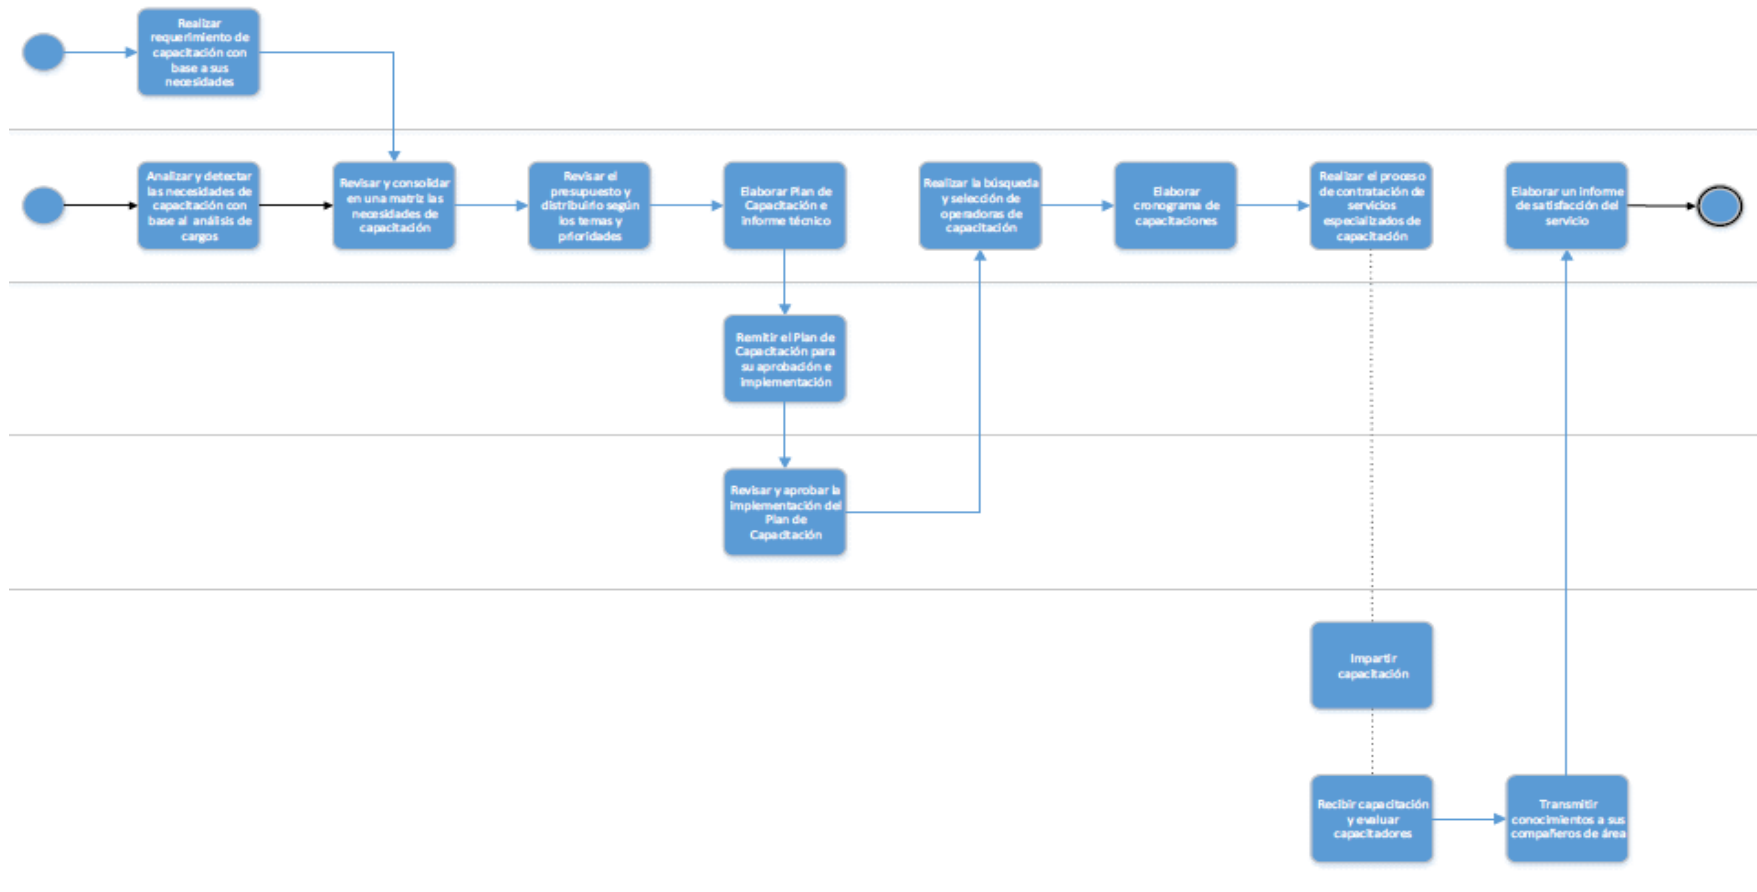 Realizar
requerimiento de
capacitación con
base a sus
necesidades
Analizar y detectar
las necesidades de
capacitación con
base al análisis de
cargos
Revisar y consolidar
en una matriz las
necesidades de
capacitación
Revisar el
presupuesto y
distribuirlo según
los temas y
prioridades
Elaborar Plan de
Capacitación e
informe técnico
Realizar la búsqueda
y selección de
operadoras de
capacitación
Elaborar
cronograma de
capacitaciones
Realizar el proceso
de contratación de
servicios
especializados de
capacitación
Elaborar un informe
de satisfacción del
servicio
Remitir el Plan de
Capacitación para
su aprobación e
implementación
Revisar y aprobar la
implementación del
Plan de
Capacitación
Impartir
capacitación
Recibir capacitación
y evaluar
capacitadores
Transmitir
conocimientos a sus
compañeros de área